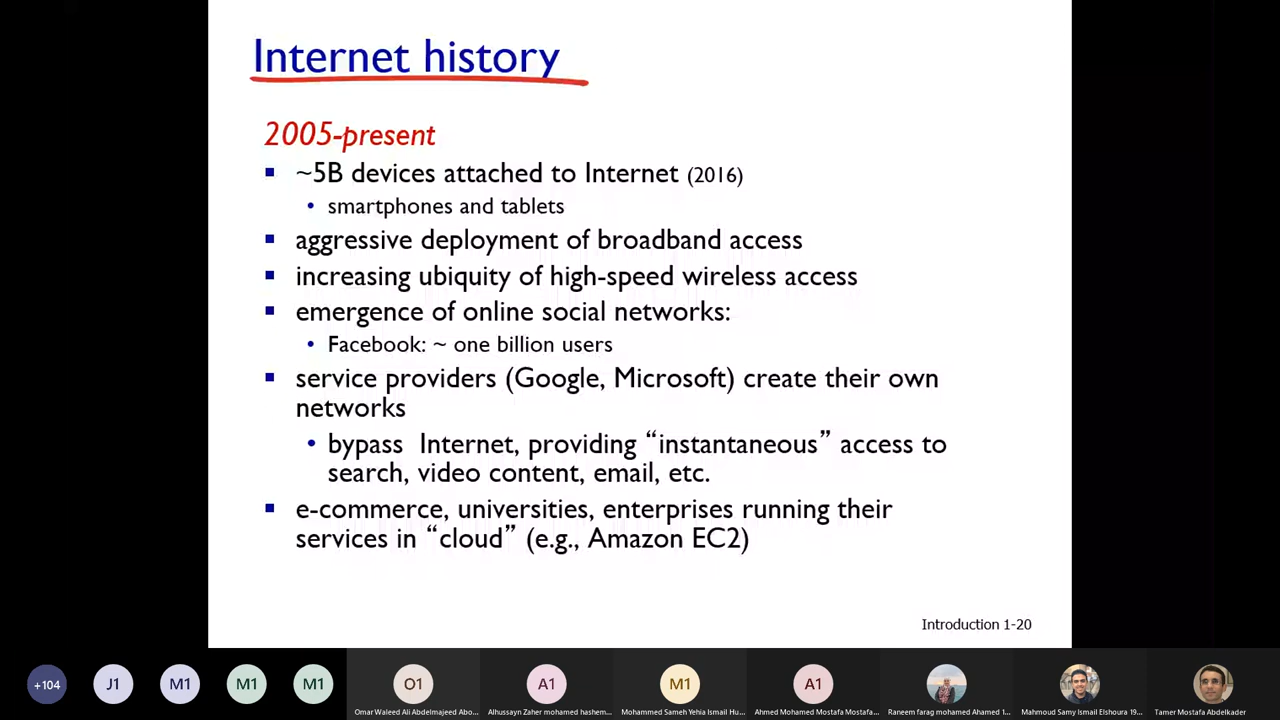 Internet history
2005-present
▪ ~5B devices attached to Internet (2016)
• smartphones and tablets
▪ aggressive deployment of broadband access
▪ increasing ubiquity of high-speed wireless access
▪ emergence of online social networks:
• Facebook: ~ one billion users
▪ service providers (Google, Microsoft) create their own
networks
• bypass Internet, providing “instantaneous” access to
search, video content, email, etc.
▪ e-commerce, universities, enterprises running their
services in “cloud” (e.g., Amazon EC2)
Introduction 1-20
+104 J1 M1 M1 M1 O1 A1 M1 A1
Omar Waleed Ali Abdelmajeed Abo... Alhussayn Zaher mohamed hashem... Mohammed Sameh Yehia Ismail Hu... Ahmed Mohamed Mostafa Mostafa... Raneem farag mohamed Ahamed 1... Mahmoud Samy Ismail Elshoura 19... Tamer Mostafa Abdelkader